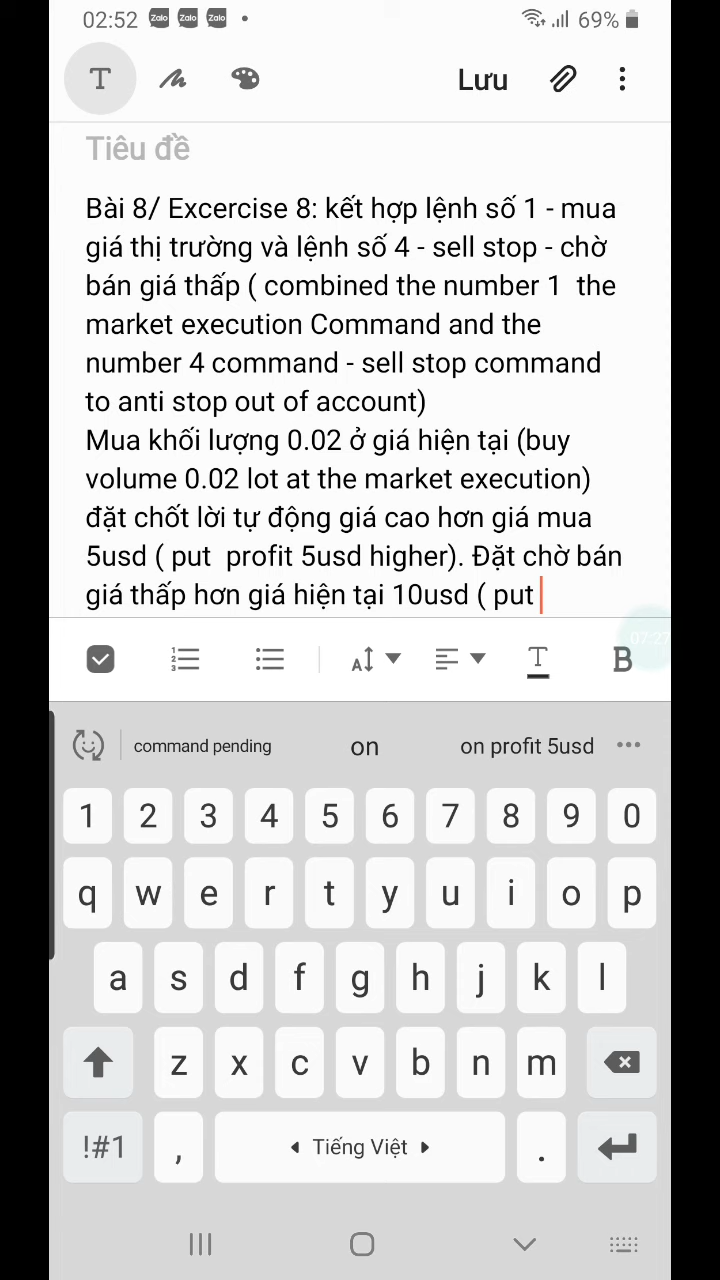 02:52 Zalo Zalo Zalo 69%
T Lưu
Tiêu đề
Bài 8/ Excercise 8: kết hợp lệnh số 1 - mua
giá thị trường và lệnh số 4 - sell stop - chờ
bán giá thấp ( combined the number 1  the
market execution Command and the
number 4 command - sell stop command
to anti stop out of account)
Mua khối lượng 0.02 ở giá hiện tại (buy
volume 0.02 lot at the market execution)
đặt chốt lời tự động giá cao hơn giá mua
5usd ( put  profit 5usd higher). Đặt chờ bán
giá thấp hơn giá hiện tại 10usd ( put
07:27
1 2 3 A T B
command pending on on profit 5usd
1 2 3 4 5 6 7 8 9 0
q w e r t y u i o p
a s d f g h j k l
z x c v b n m
!#1 , Tiếng Việt .